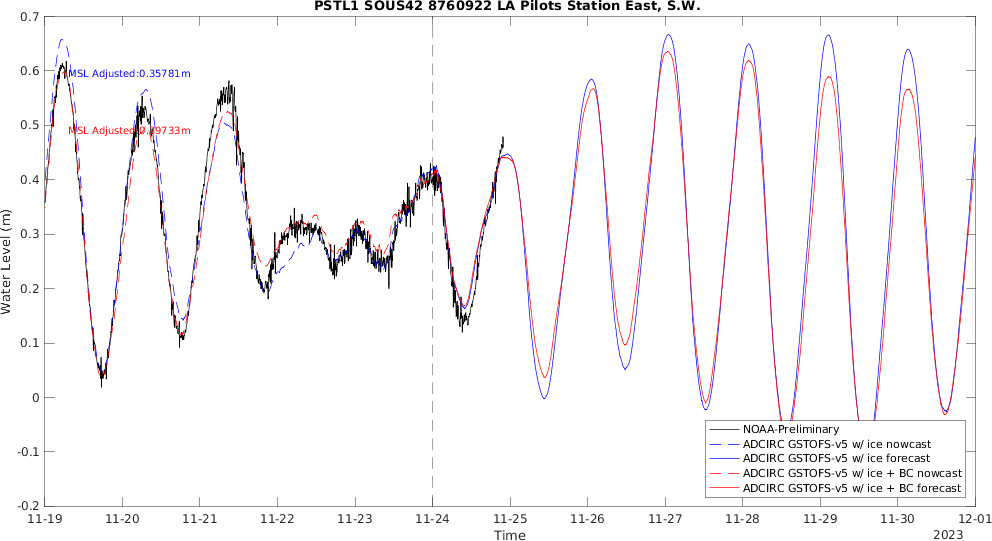 PSTL1 SOUS42 8760922 LA Pilots Station East, S.W.
Water Level (m)
0.7
0.6
0.5
0.4
0.3
0.2
0.1
0
-0.1
-0.2
MSL Adjusted:0.35781m
MSL Adjusted:
NOAA-Preliminary
ADCIRC GSTOFS-v5 w/ ice nowcast
ADCIRC GSTOFS-v5 w/ ice forecast
ADCIRC GSTOFS-v5 w/ ice + BC nowcast
ADCIRC GSTOFS-v5 w/ ice + BC forecast
11-19 11-20 11-21 11-22 11-23 11-24 11-25 11-26 11-27 11-28 11-29 11-30 12-01
Time
2023